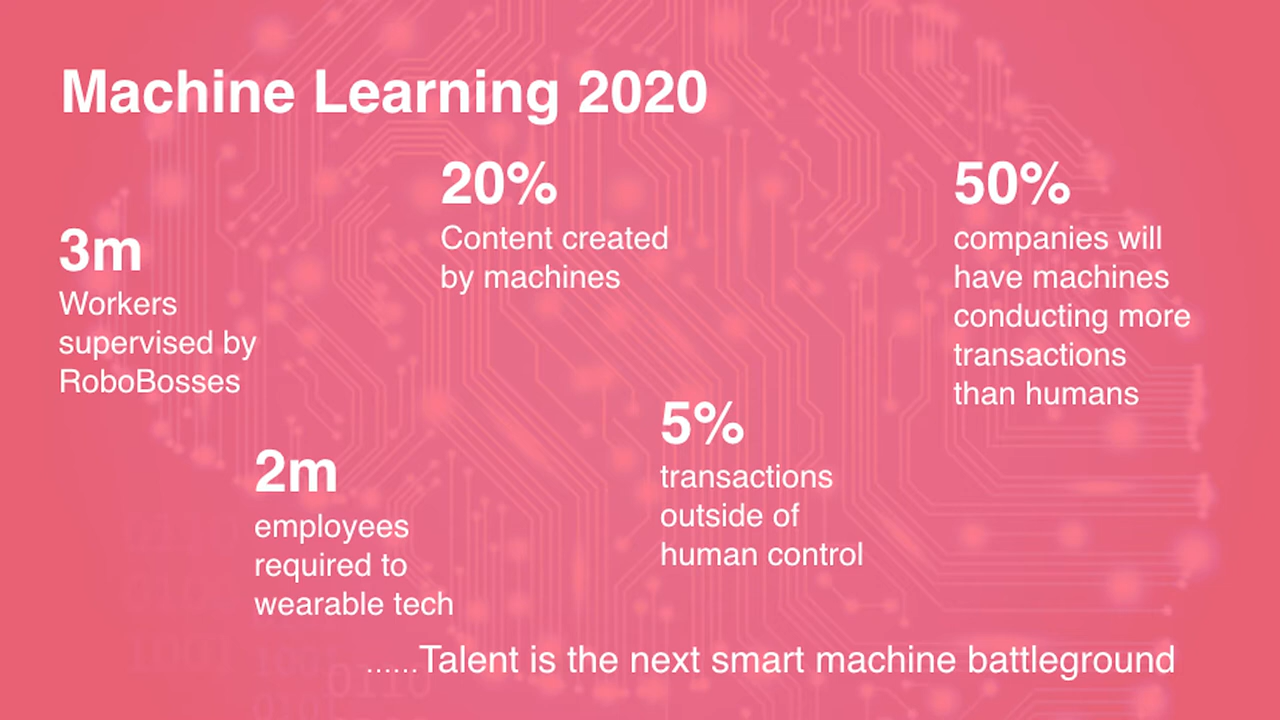 Machine Learning 2020
3m
Workers
supervised by
RoboBosses
20%
Content created
by machines
50%
companies will
have machines
conducting more
transactions
than humans
2m
employees
required to
wearable tech
5%
transactions
outside of
human control
......Talent is the next smart machine battleground
0110